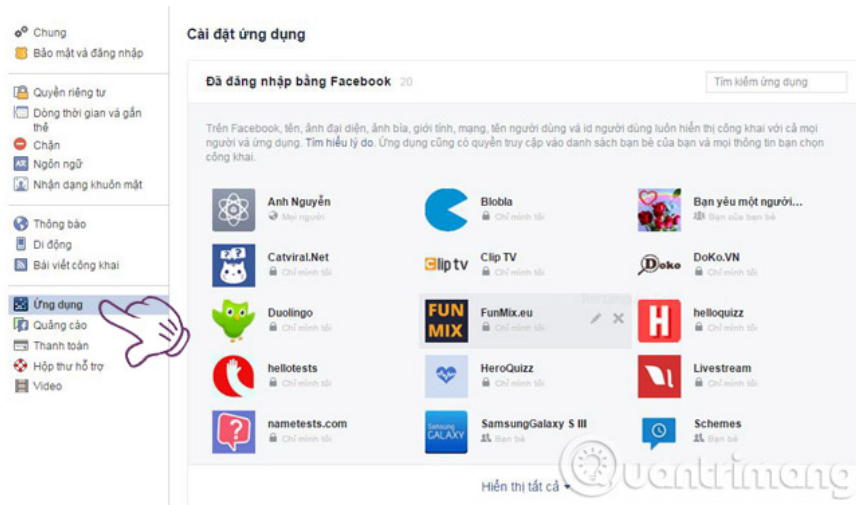 Chung
Bảo mật và đăng nhập
Quyền riêng tư
Dòng thời gian và gắn
thẻ
Chặn
Ngôn ngữ
Nhận dạng khuôn mặt
Thông báo
Di động
Bài viết công khai
Ứng dụng
Quảng cáo
Thanh toán
Hộp thư hỗ trợ
Video
Cài đặt ứng dụng
Đã đăng nhập bằng Facebook 20
Tìm kiếm ứng dụng
Trên Facebook, tên, ảnh đại diện, ảnh bìa, giới tính, mạng, tên người dùng và id người dùng luôn hiển thị công khai với cả mọi
người và ứng dụng. Tìm hiểu lý do. Ứng dụng cũng có quyền truy cập vào danh sách bạn bè của bạn và mọi thông tin bạn chọn
công khai.
Anh Nguyễn
Mọi người
Blobla
Chỉ mình tôi
Bạn yêu một người...
Bạn của bạn bè
Catviral.Net
Chỉ mình tôi
Cliptv
Clip TV
Chỉ mình tôi
Doko
DoKo.VN
Chỉ mình tôi
Duolingo
Chỉ mình tôi
FUN
MIX
FunMix.eu
Chỉ mình tôi
H
helloquizz
Chỉ mình tôi
hellotests
Chỉ mình tôi
HeroQuizz
Chỉ mình tôi
Livestream
Chỉ mình tôi
nametests.com
Chỉ mình tôi
Samsung
GALAXY
SamsungGalaxy S III
Bạn bè
Schemes
Bạn bè
Hiển thị tất cả
Quantrimang